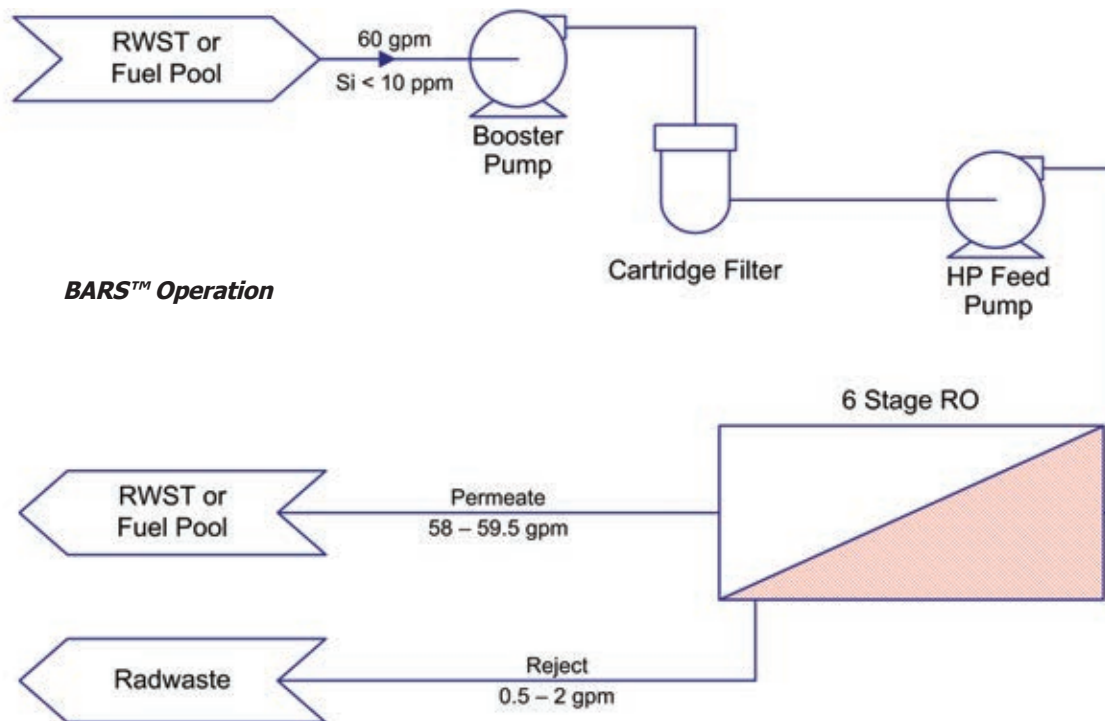 RWST or
Fuel Pool
60 gpm
Si < 10 ppm
Booster
Pump
Cartridge Filter
HP Feed
Pump
BARS™ Operation
6 Stage RO
RWST or
Fuel Pool
Permeate
58 – 59.5 gpm
Radwaste
Reject
0.5 – 2 gpm